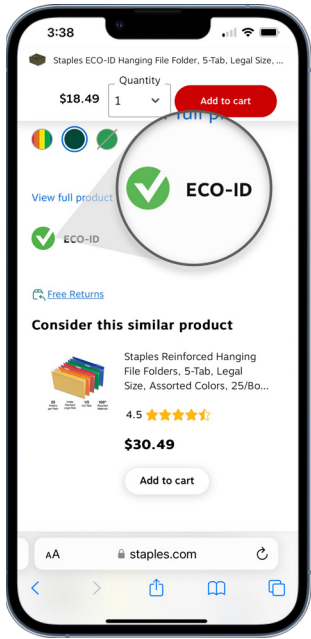 3:38
Staples ECO-ID Hanging File Folder, 5-Tab, Legal Size, ...
Quantity
$18.49
1
Add to cart
View full product
ECO-ID
ECO-ID
Free Returns
Consider this similar product
Staples Reinforced Hanging
File Folders, 5-Tab, Legal
Size, Assorted Colors, 25/Bo...
4.5
$30.49
Add to cart
AA
staples.com